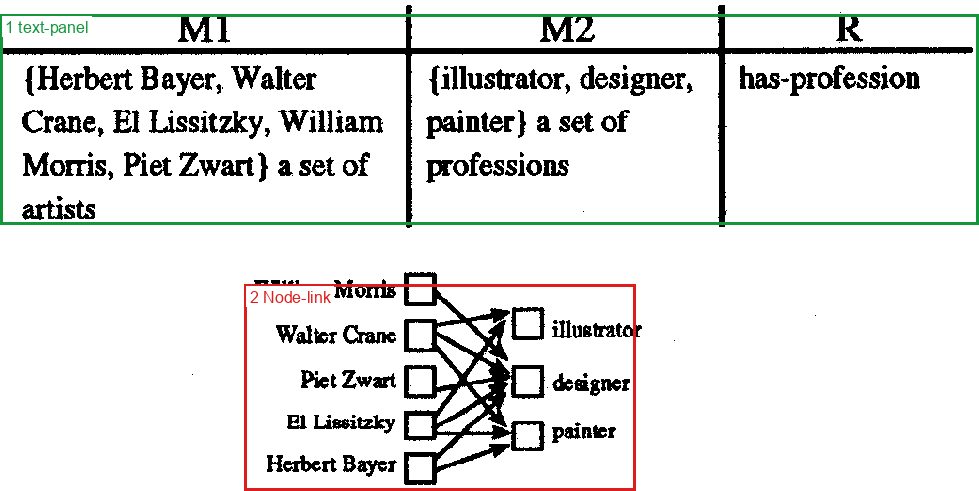 1 text-panel
M1 M2 R
{Herbert Bayer, Walter {illustrator, designer, has-profession
Crane, El Lissitzky, William painter} a set of
Morris, Piet Zwart} a set of professions
artists
2 Node-link
Morris
illustrator
Walter Crane
Piet Zwart designer
El Lissitzky
painter
Herbert Bayer